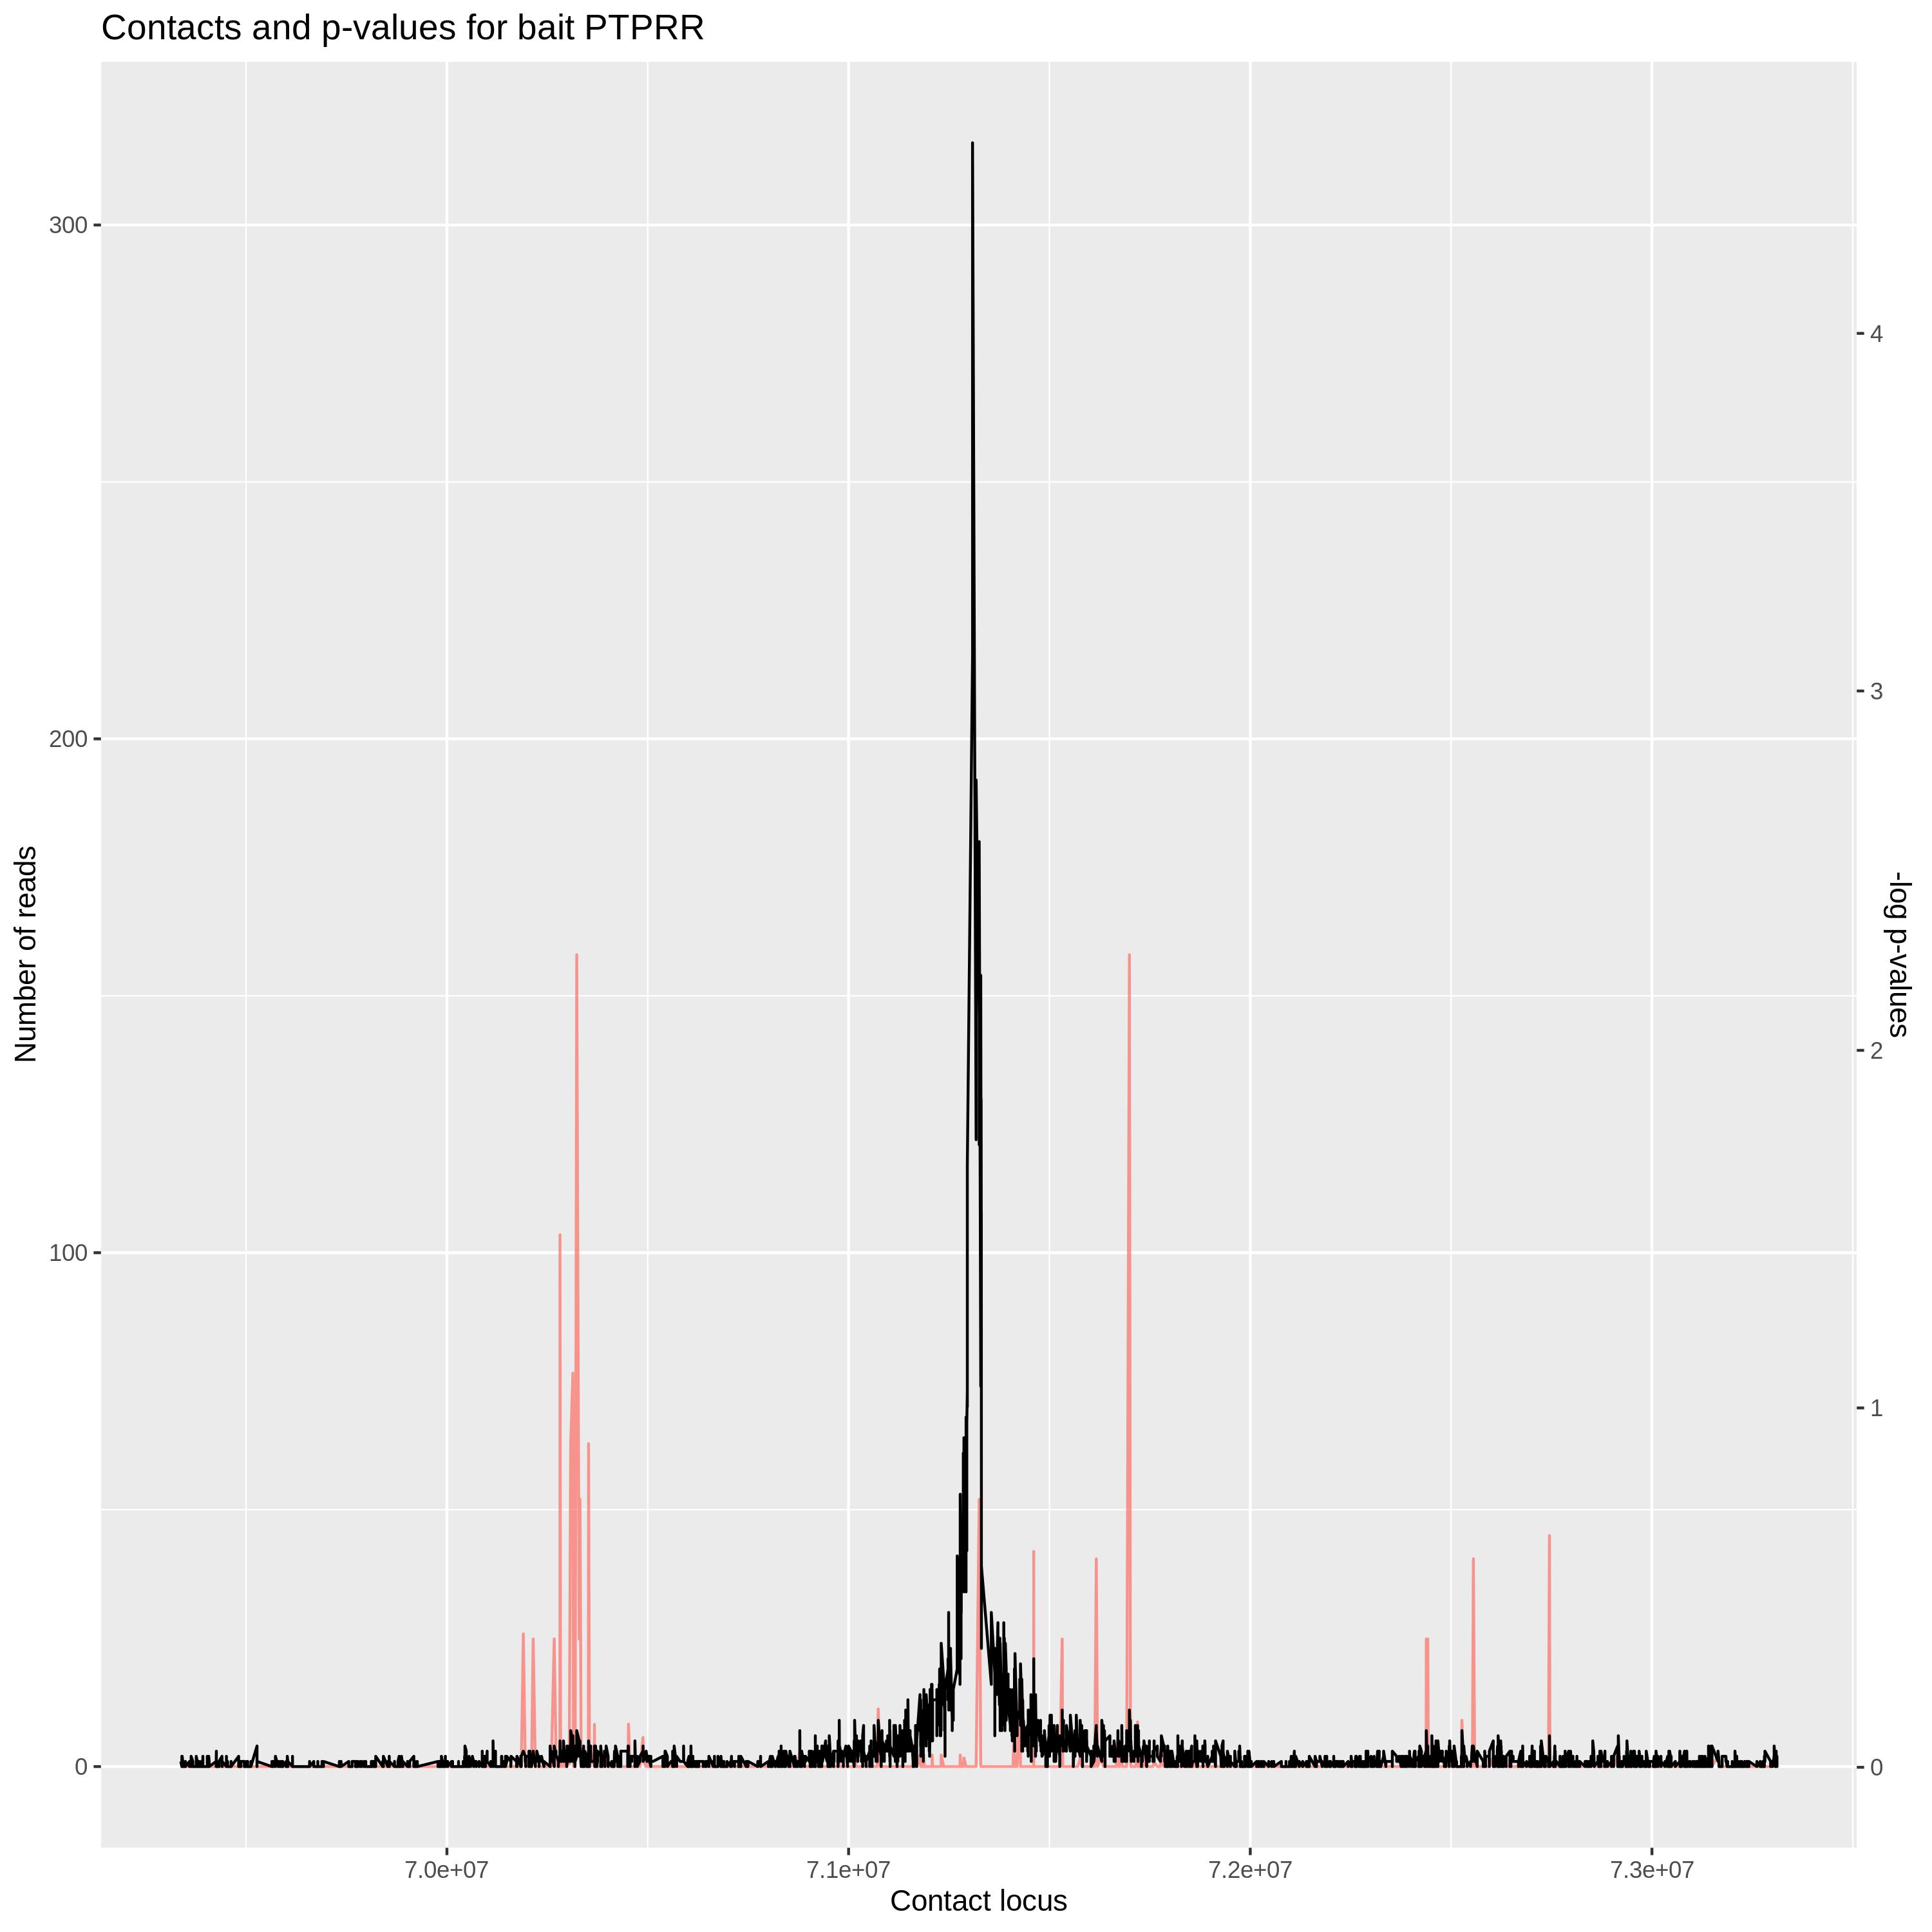 Contacts and p-values for bait PTPRR
300
200
100
0
Number of reads
4
3
2
1
0
-log p-values
7.0e+07 7.1e+07 7.2e+07 7.3e+07
Contact locus